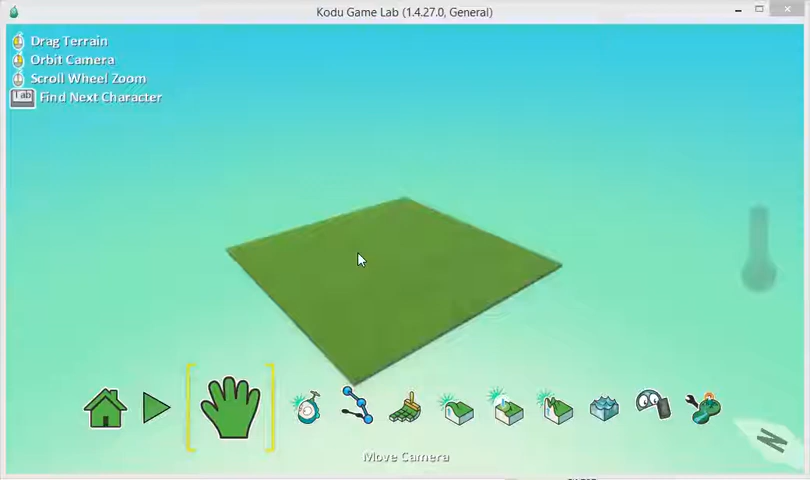 Kodu Game Lab (1.4.27.0, General)
Drag Terrain
Orbit Camera
Scroll Wheel Zoom
Tab Find Next Character
Move Camera
N